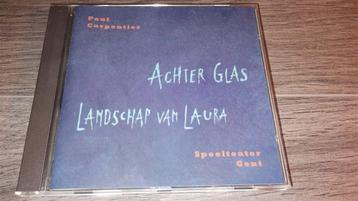 Paul
Carpentier
ACHTER GLAS
LANDSCHAP VAN LAURA
Speelteater
Gent